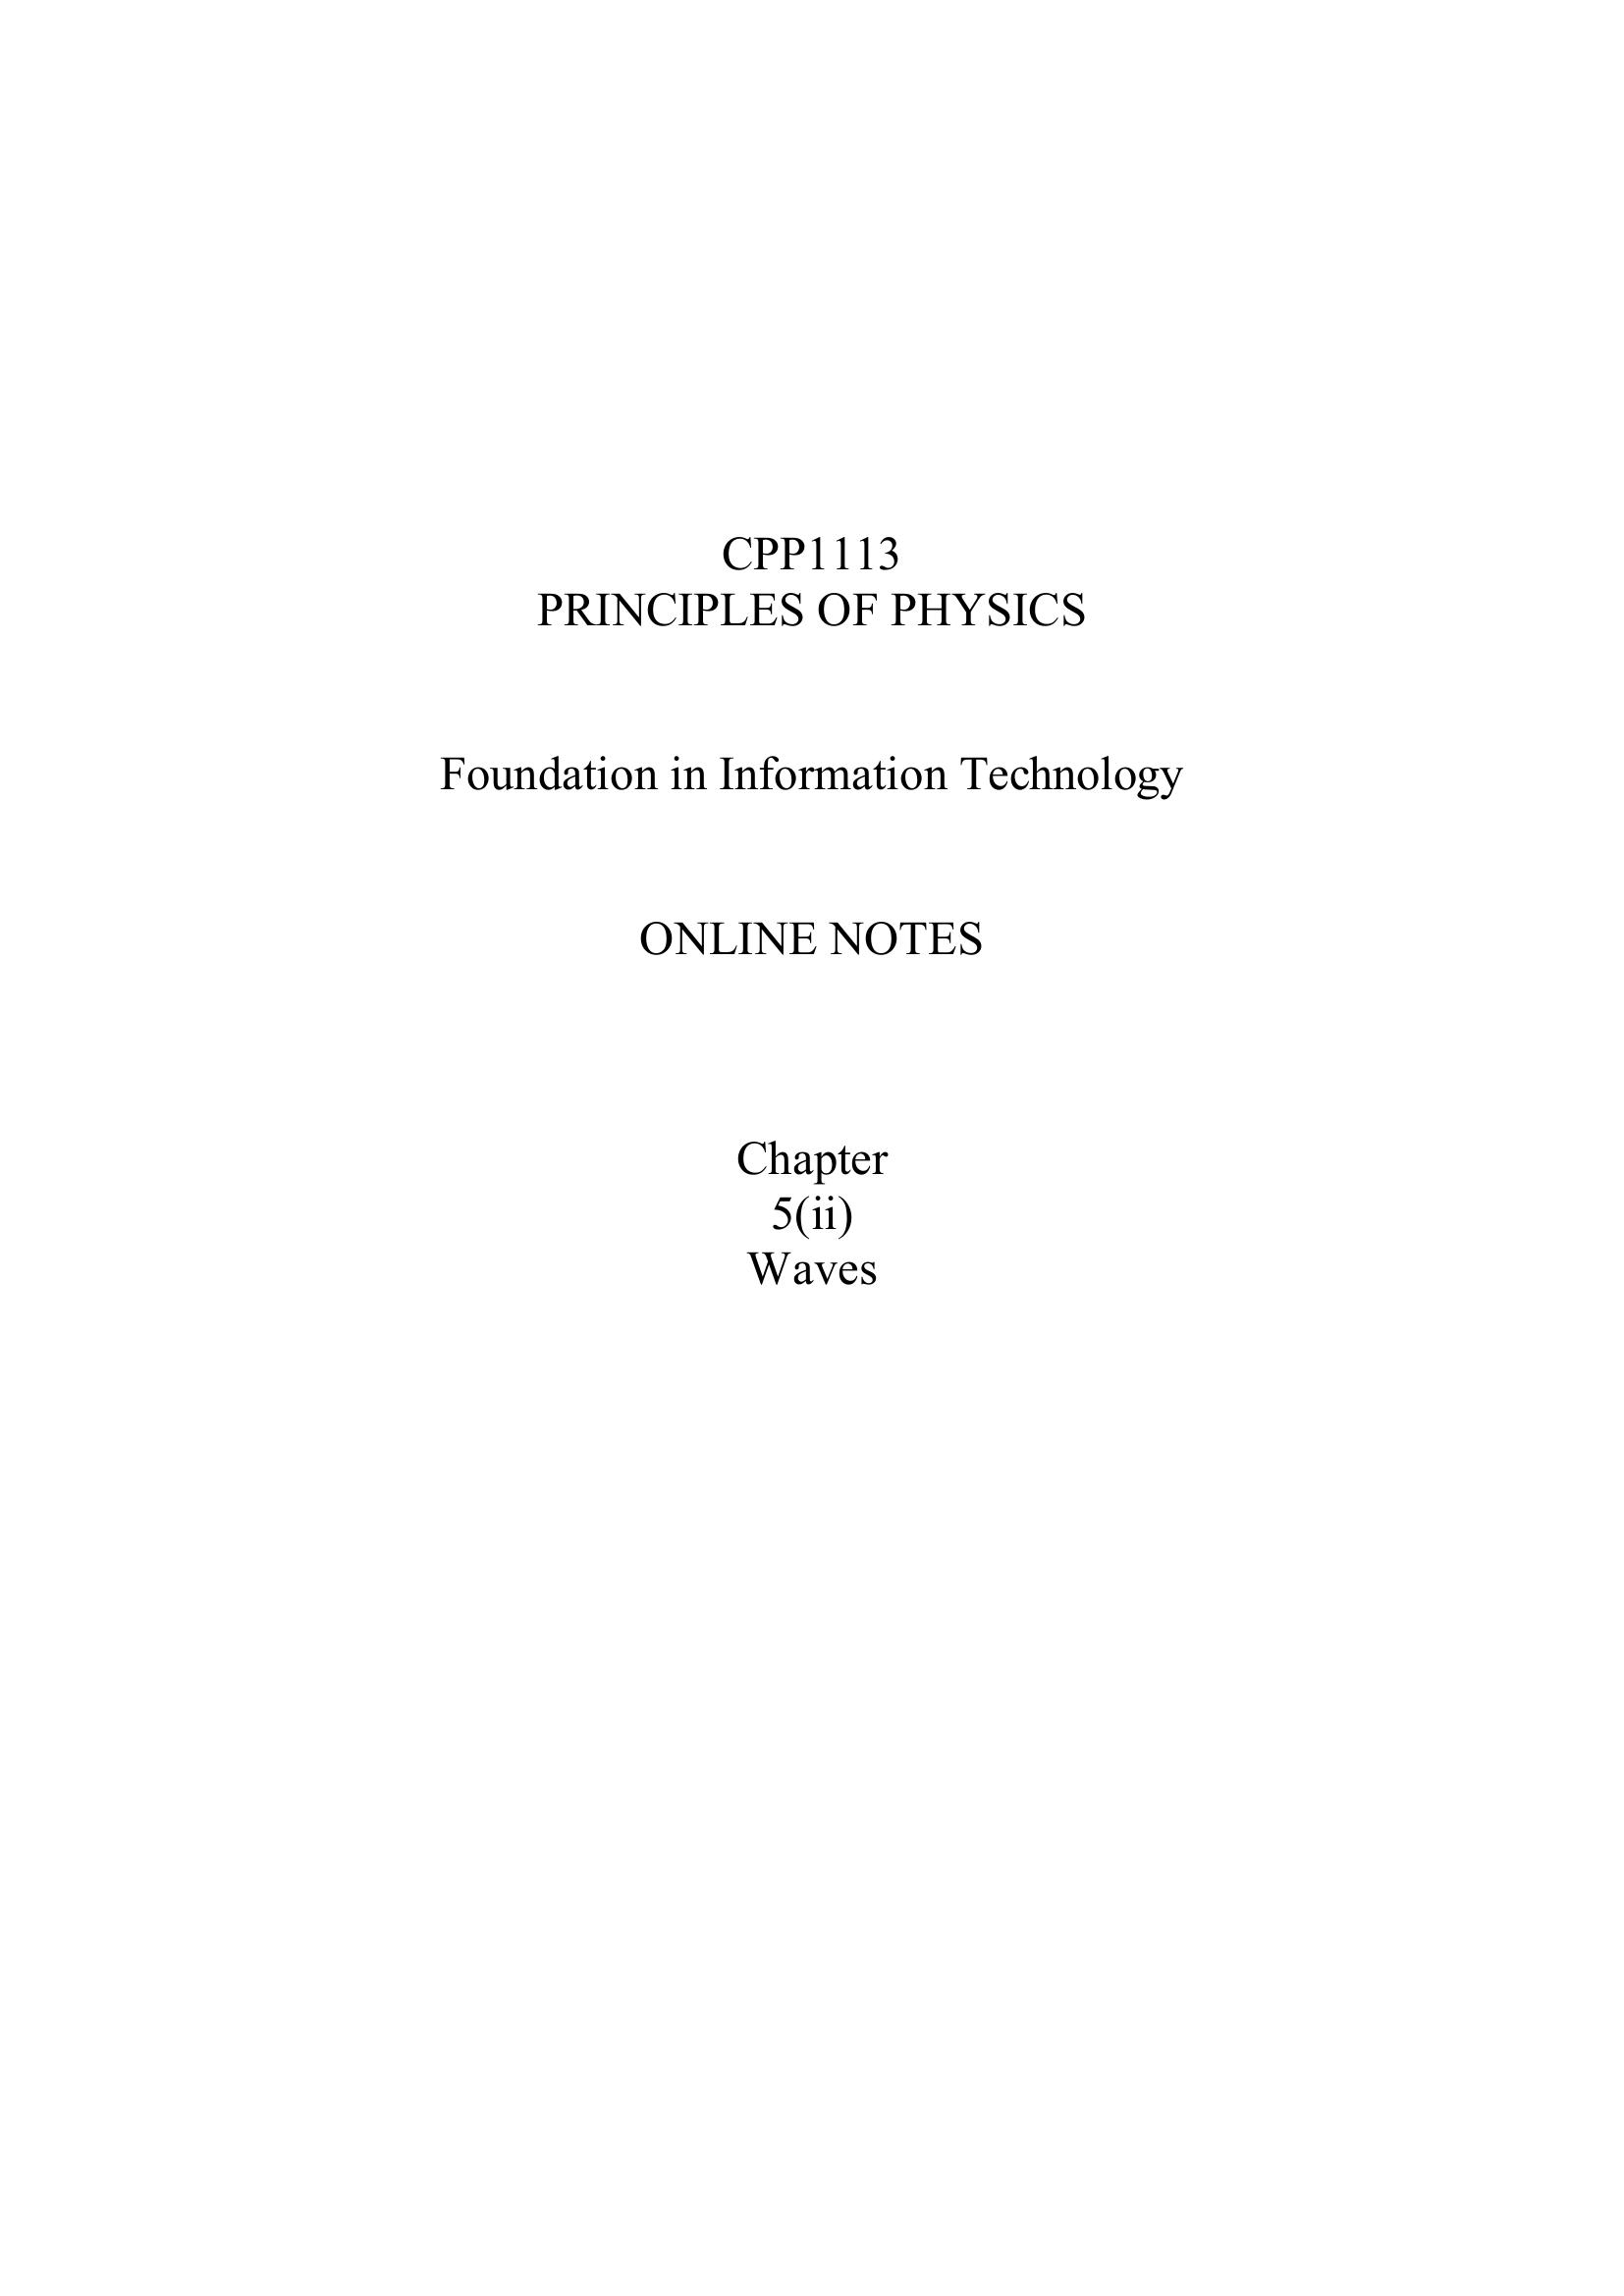 CPP1113
PRINCIPLES OF PHYSICS
Foundation in Information Technology
ONLINE NOTES
Chapter
5(ii)
Waves